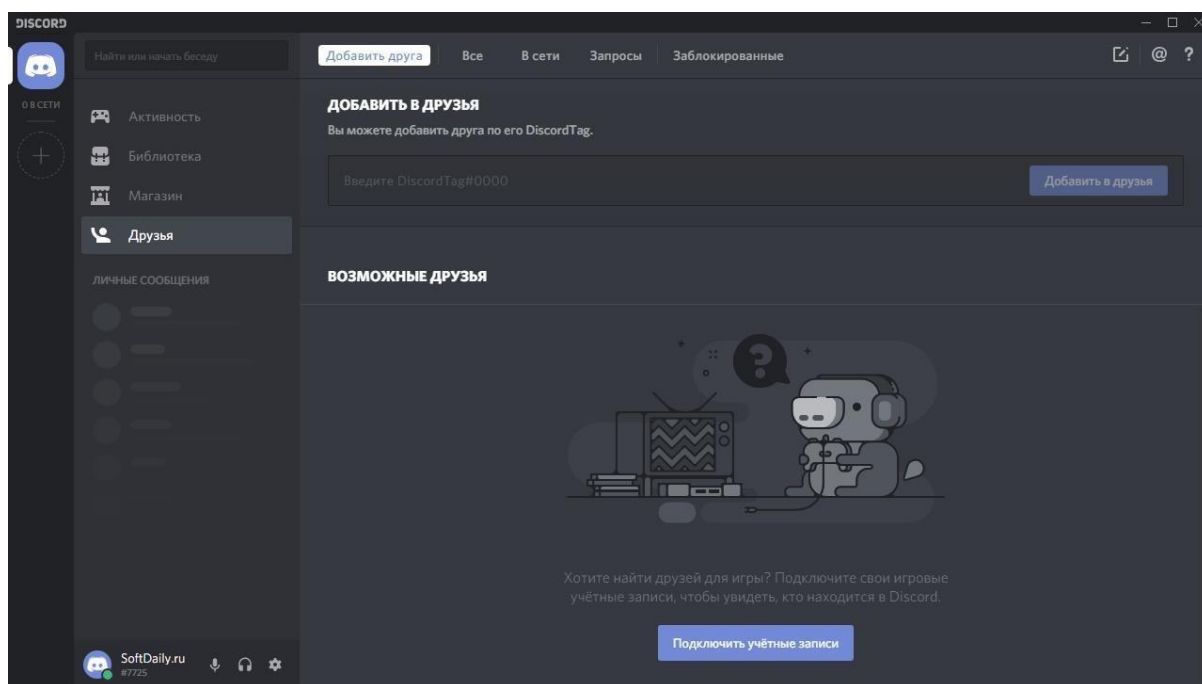 DISCORD
0 В СЕТИ
Найти или начать беседу
Активность
Библиотека
Магазин
Друзья
ЛИЧНЫЕ СООБЩЕНИЯ
SoftDaily.ru
#7725
Добавить друга
Все
В сети
Запросы
Заблокированные
ДОБАВИТЬ В ДРУЗЬЯ
Вы можете добавить друга по его DiscordTag.
Введите DiscordTag#0000
Добавить в друзья
ВОЗМОЖНЫЕ ДРУЗЬЯ
Хотите найти друзей для игры? Подключите свои игровые
учётные записи, чтобы увидеть, кто находится в Discord.
Подключить учётные записи